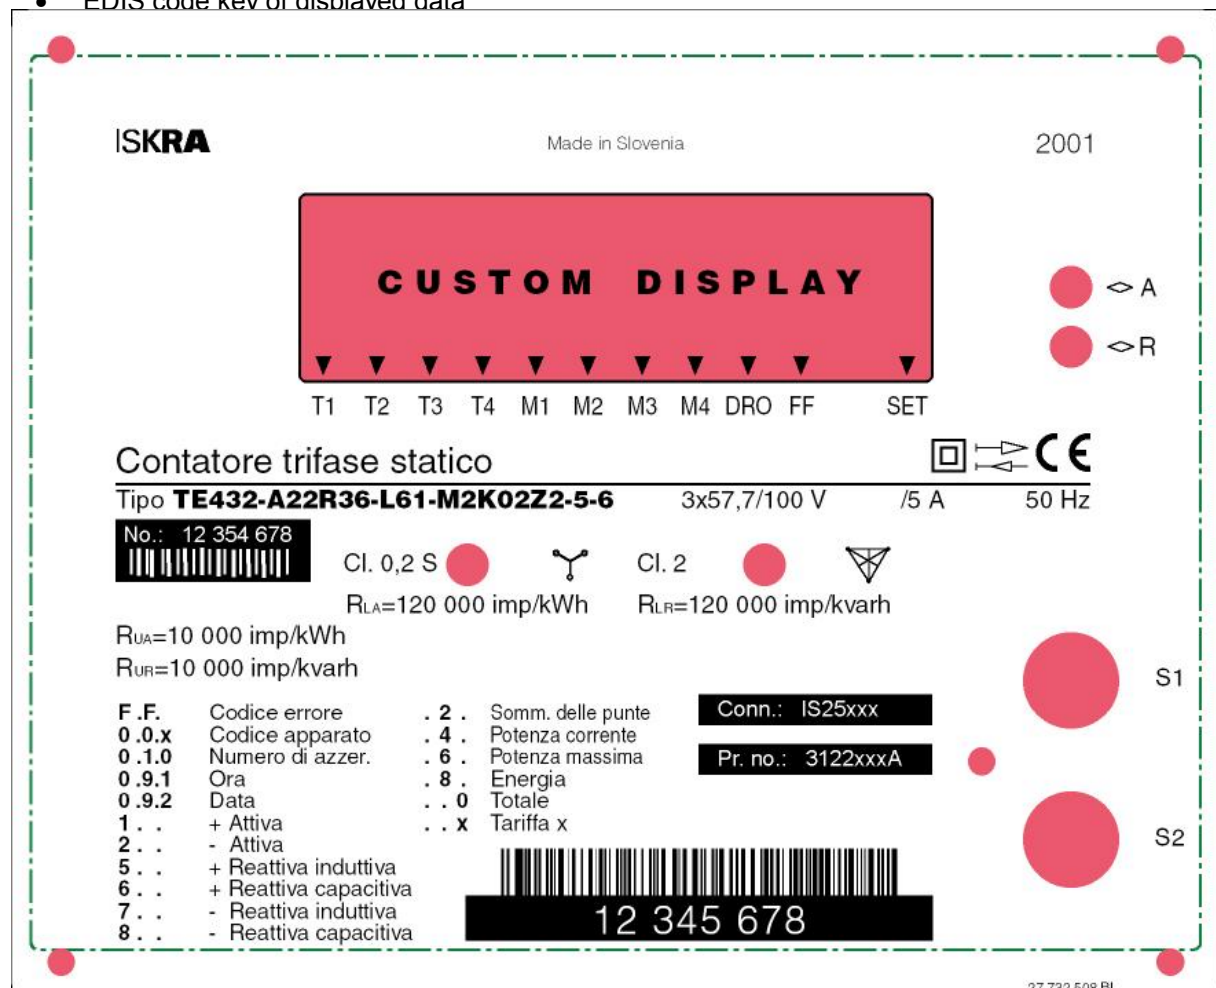 • EDIS code key of displayed data
ISKRA Made in Slovenia 2001
CUSTOM DISPLAY
A
R
T1 T2 T3 T4 M1 M2 M3 M4 DRO FF SET
Contatore trifase statico CE
Tipo TE432-A22R36-L61-M2K02Z2-5-6 3x57,7/100 V /5 A 50 Hz
No.: 12 354 678
Cl. 0,2 S Cl. 2
RLA=120 000 imp/kWh RLR=120 000 imp/kvarh
RUA=10 000 imp/kWh
RUR=10 000 imp/kvarh
S1
F.F. Codice errore . 2 . Somm. delle punte Conn.: IS25xxx
0.0.x Codice apparato . 4 . Potenza corrente
0.1.0 Numero di azzer. . 6 . Potenza massima Pr. no.: 3122xxxA
0.9.1 Ora . 8 . Energia
0.9.2 Data . . 0 Totale
1 . . + Attiva . . x Tariffa x
2 . . - Attiva
S2
5 . . + Reattiva induttiva
6 . . + Reattiva capacitiva
7 . . - Reattiva induttiva
8 . . - Reattiva capacitiva
12 345 678
27.732.508 BL